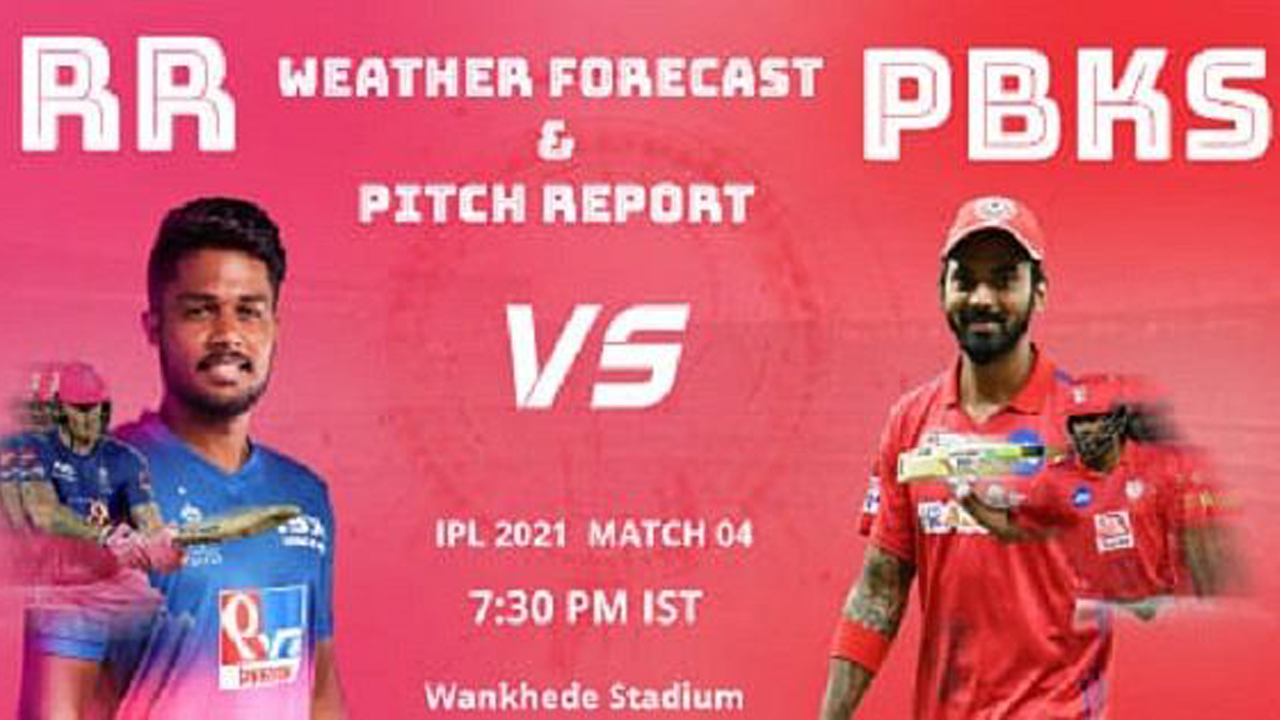 RR
WEATHER FORECAST
&
PITCH REPORT
PBKS
VS
IPL 2021 MATCH 04
7:30 PM IST
Wankhede Stadium